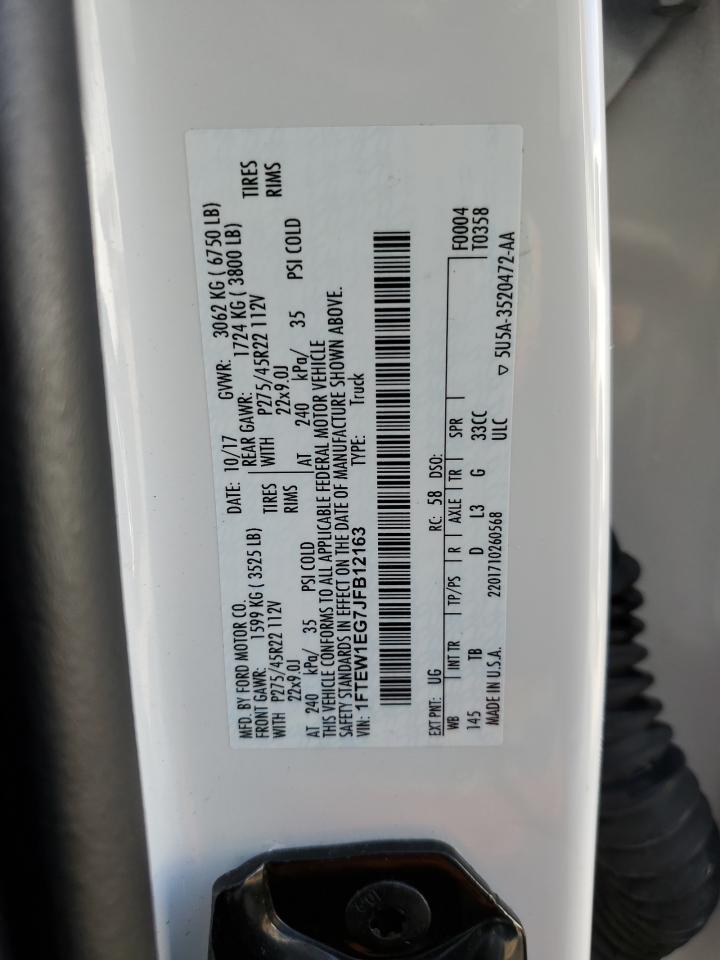 MFD. BY FORD MOTOR CO.
DATE: 10/17 GVWR: 3062 KG ( 6750 LB)
FRONT GAWR: 1599 KG ( 3525 LB) REAR GAWR: 1724 KG ( 3800 LB)
WITH P275/45R22 112V TIRES WITH P275/45R22 112V TIRES
22x9.0J RIMS 22x9.0J RIMS
AT 240 kPa/ 35 PSI COLD AT 240 kPa/ 35 PSI COLD
THIS VEHICLE CONFORMS TO ALL APPLICABLE FEDERAL MOTOR VEHICLE
SAFETY STANDARDS IN EFFECT ON THE DATE OF MANUFACTURE SHOWN ABOVE.
VIN: 1FTEW1EG7JFB12163 TYPE: Truck
EXT PNT: UG RC: 58 DSO: F0004
WB INT TR TP/PS R AXLE TR SPR T0358
145 TB D L3 G 33CC
MADE IN U.S.A. 2201710260568 ULC 5U5A-3520472-AA